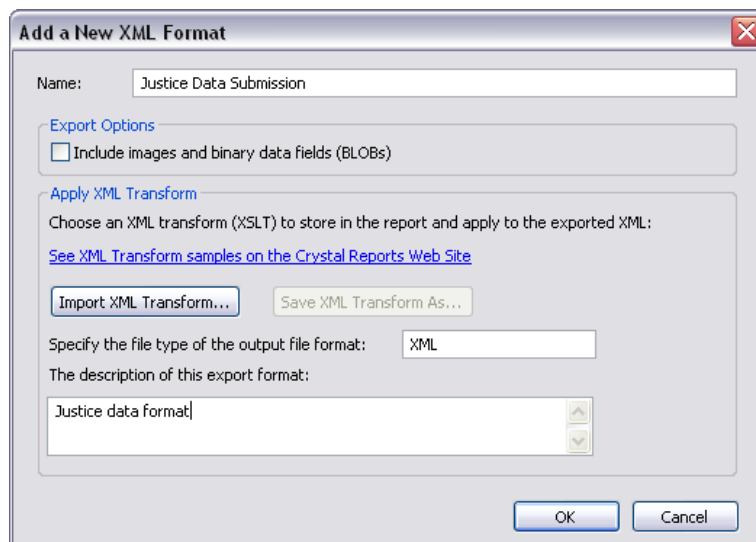 Add a New XML Format
Name: Justice Data Submission
Export Options
Include images and binary data fields (BLOBs)
Apply XML Transform
Choose an XML transform (XSLT) to store in the report and apply to the exported XML:
See XML Transform samples on the Crystal Reports Web Site
Import XML Transform... Save XML Transform As...
Specify the file type of the output file format: XML
The description of this export format:
Justice data format
OK Cancel